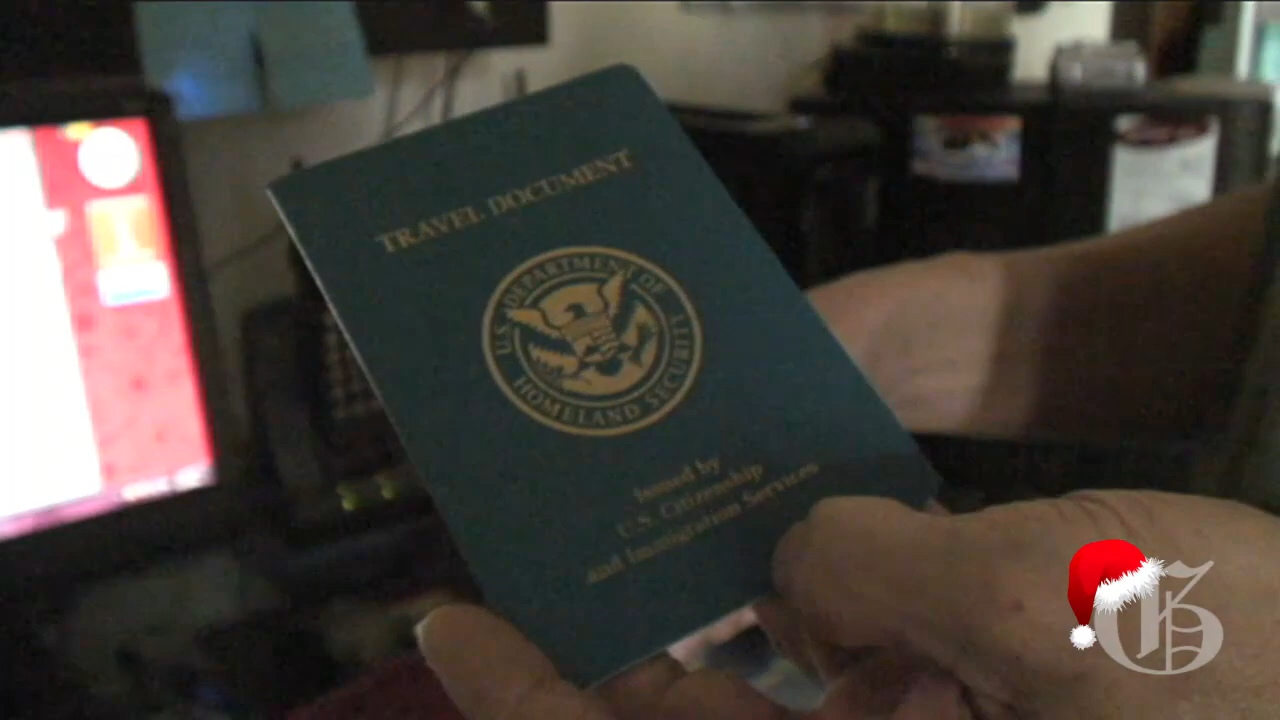 TRAVEL DOCUMENT
U.S. DEPARTMENT OF
HOMELAND SECURITY
Issued by
U.S. Citizenship
and Immigration Services
G